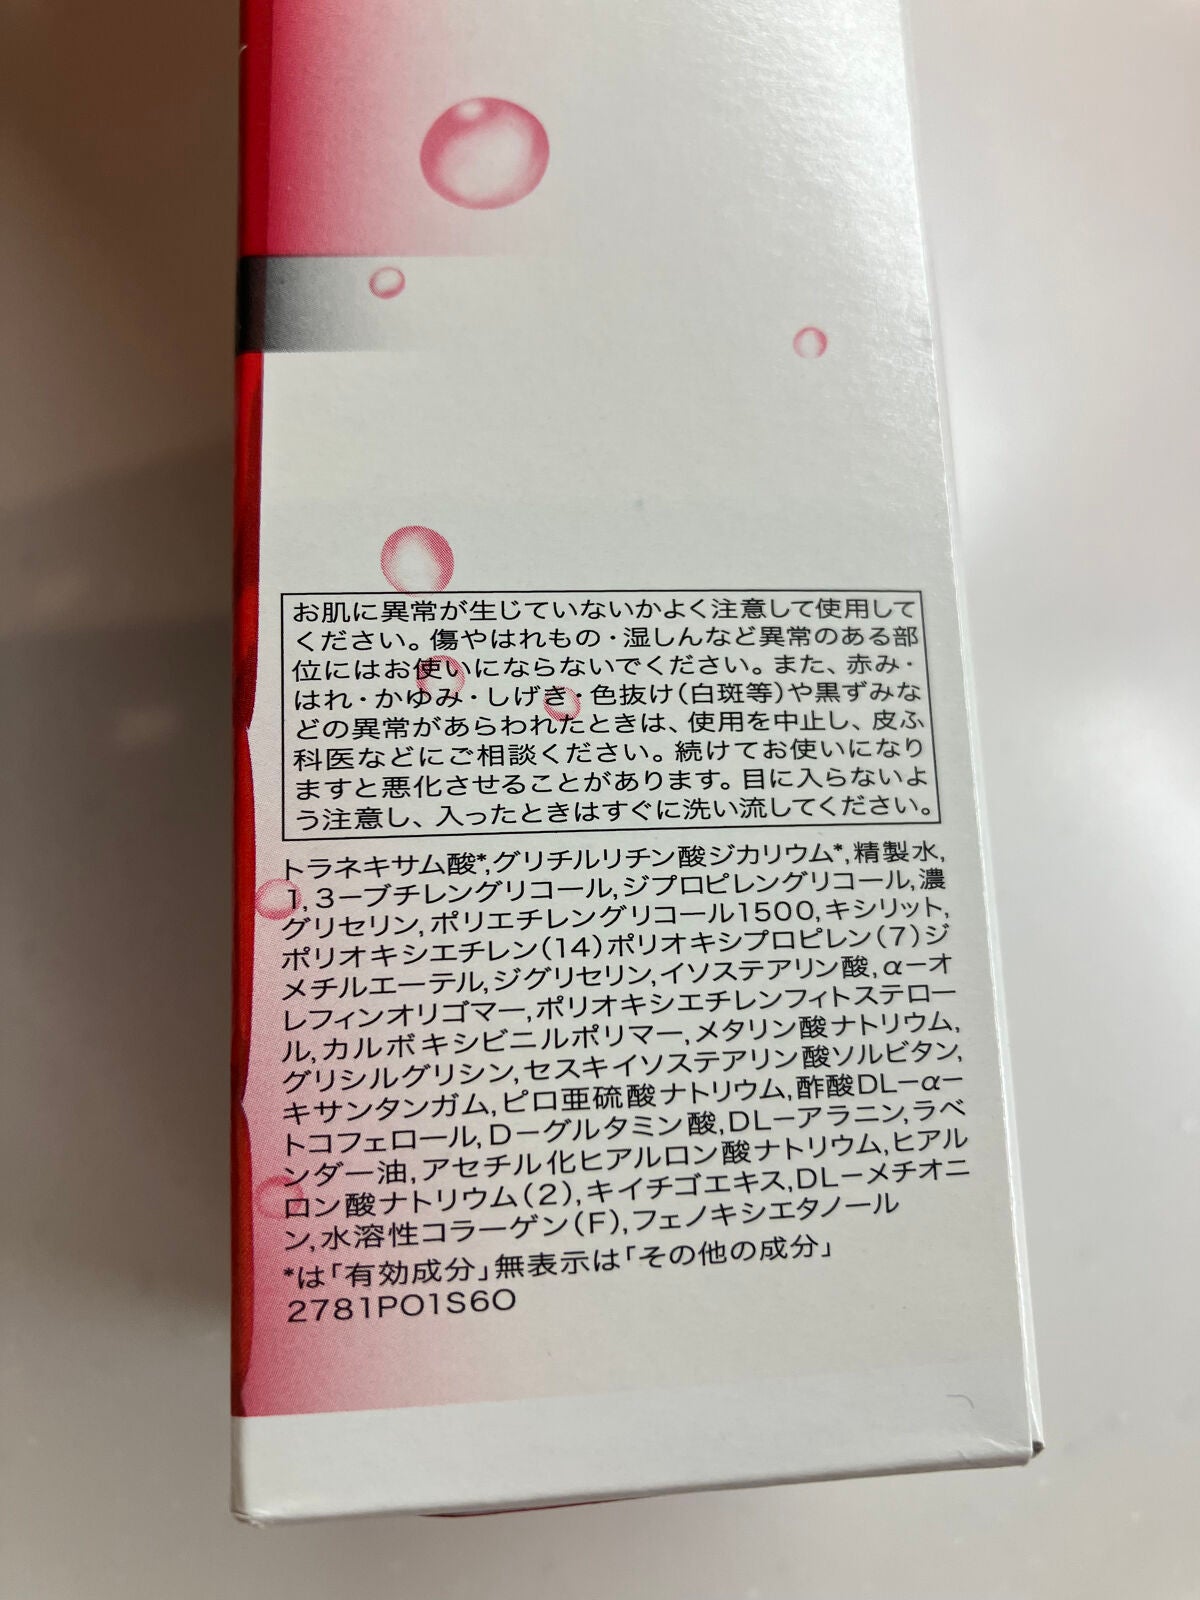 お肌に異常が生じていないかよく注意して使用して
ください。傷やはれもの・湿しんなど異常のある部
位にはお使いにならないでください。また、赤み・
はれ・かゆみ・しげき・色抜け(白斑等)や黒ずみな
どの異常があらわれたときは、使用を中止し、皮ふ
科医などにご相談ください。続けてお使いになり
ますと悪化させることがあります。目に入らないよ
う注意し、入ったときはすぐに洗い流してください。
トラネキサム酸*,グリチルリチン酸ジカリウム*,精製水,
1,3ーブチレングリコール,ジプロピレングリコール,濃
グリセリン,ポリエチレングリコール1500,キシリット,
ポリオキシエチレン(14)ポリオキシプロピレン(7)ジ
メチルエーテル,ジグリセリン,イソステアリン酸,α－オ
レフィンオリゴマー,ポリオキシエチレンフィトステロー
ル,カルボキシビニルポリマー,メタリン酸ナトリウム,
グリシルグリシン,セスキイソステアリン酸ソルビタン,
キサンタンガム,ピロ亜硫酸ナトリウム,酢酸DL－α－
トコフェロール,D－グルタミン酸,DL－アラニン,ラベ
ンダー油,アセチル化ヒアルロン酸ナトリウム,ヒアル
ロン酸ナトリウム(2),キイチゴエキス,DL－メチオニ
ン,水溶性コラーゲン(F),フェノキシエタノール
*は「有効成分」無表示は「その他の成分」
2781PO1S6O